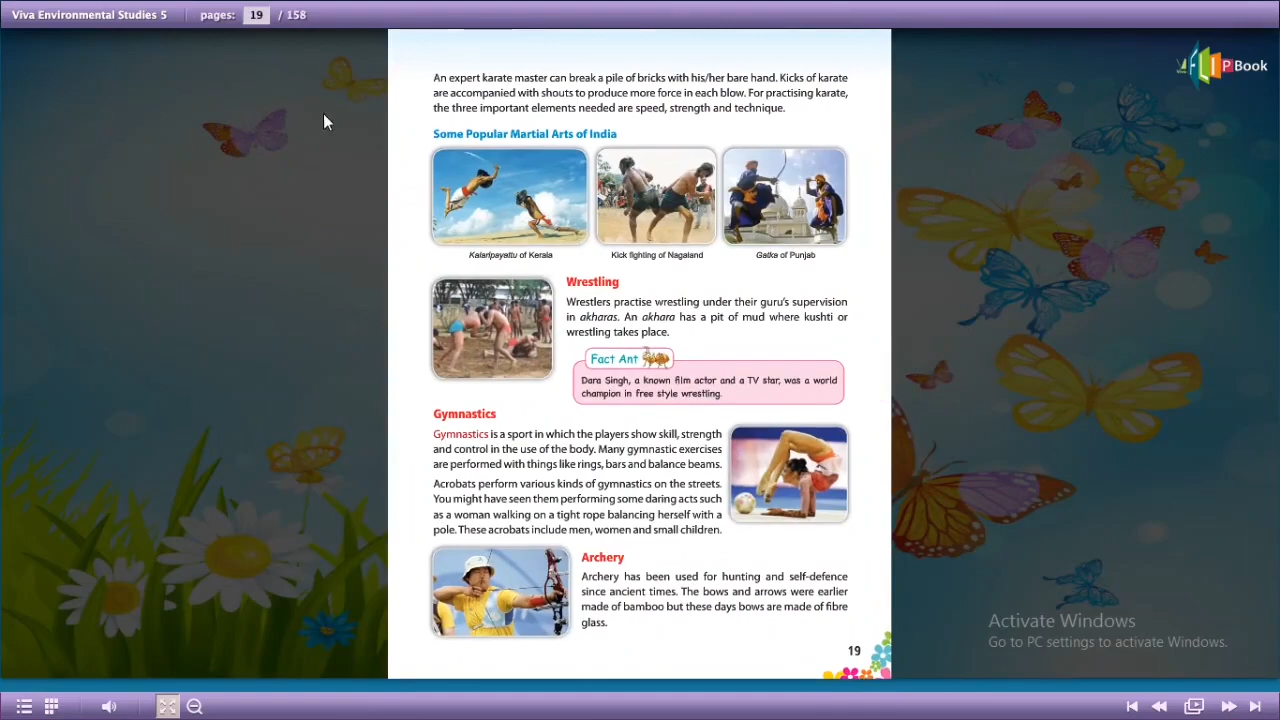 Viva Environmental Studies 5
pages: 19 / 158
FLIPBook
An expert karate master can break a pile of bricks with his/her bare hand. Kicks of karate
are accompanied with shouts to produce more force in each blow. For practising karate,
the three important elements needed are speed, strength and technique.
Some Popular Martial Arts of India
Kalaripayattu of Kerala
Kick fighting of Nagaland
Gatka of Punjab
Wrestling
Wrestlers practise wrestling under their guru's supervision
in akharas. An akhara has a pit of mud where kushti or
wrestling takes place.
Fact Ant
Dara Singh, a known film actor and a TV star, was a world
champion in free style wrestling.
Gymnastics
Gymnastics is a sport in which the players show skill, strength
and control in the use of the body. Many gymnastic exercises
are performed with things like rings, bars and balance beams.
Acrobats perform various kinds of gymnastics on the streets.
You might have seen them performing some daring acts such
as a woman walking on a tight rope balancing herself with a
pole. These acrobats include men, women and small children.
Archery
Archery has been used for hunting and self-defence
since ancient times. The bows and arrows were earlier
made of bamboo but these days bows are made of fibre
glass.
19
Activate Windows
Go to PC settings to activate Windows.